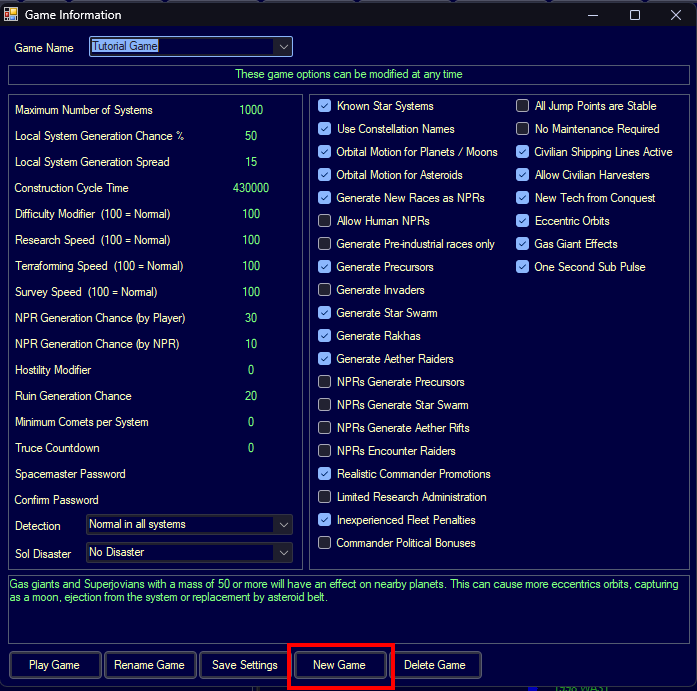 Game Information
Game Name
Tutorial Game
These game options can be modified at any time
Maximum Number of Systems 1000
Local System Generation Chance % 50
Local System Generation Spread 15
Construction Cycle Time 430000
Difficulty Modifier (100 = Normal) 100
Research Speed (100 = Normal) 100
Terraforming Speed (100 = Normal) 100
Survey Speed (100 = Normal) 100
NPR Generation Chance (by Player) 30
NPR Generation Chance (by NPR) 10
Hostility Modifier 0
Ruin Generation Chance 20
Minimum Comets per System 0
Truce Countdown 0
Spacemaster Password
Confirm Password
Detection Normal in all systems
Sol Disaster No Disaster
Known Star Systems
Use Constellation Names
Orbital Motion for Planets / Moons
Orbital Motion for Asteroids
Generate New Races as NPRs
Allow Human NPRs
Generate Pre-industrial races only
Generate Precursors
Generate Invaders
Generate Star Swarm
Generate Rakhas
Generate Aether Raiders
NPRs Generate Precursors
NPRs Generate Star Swarm
NPRs Generate Aether Rifts
NPRs Encounter Raiders
Realistic Commander Promotions
Limited Research Administration
Inexperienced Fleet Penalties
Commander Political Bonuses
All Jump Points are Stable
No Maintenance Required
Civilian Shipping Lines Active
Allow Civilian Harvesters
New Tech from Conquest
Eccentric Orbits
Gas Giant Effects
One Second Sub Pulse
Gas giants and Superjovians with a mass of 50 or more will have an effect on nearby planets. This can cause more eccentrics orbits, capturing
as a moon, ejection from the system or replacement by asteroid belt.
Play Game Rename Game Save Settings New Game Delete Game